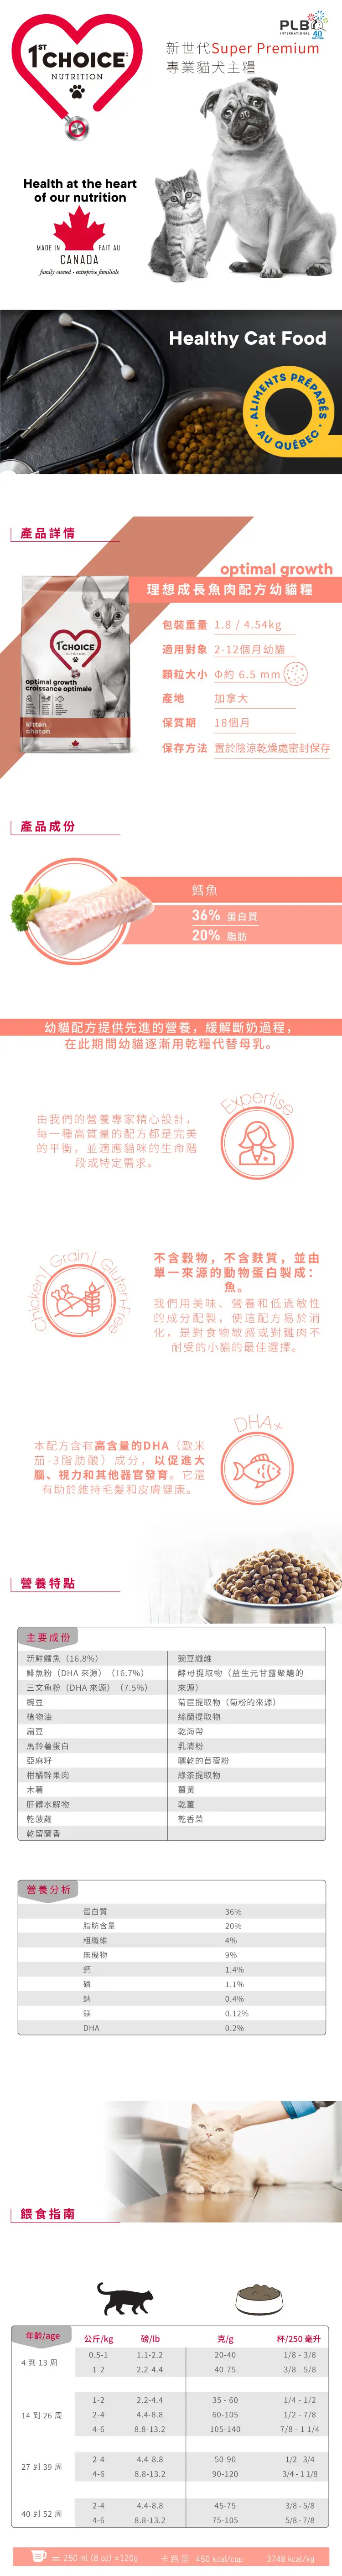 1ST CHOICE
NUTRITION
PLB
INTERNATIONAL
40
新世代Super Premium
專業貓犬主糧
Health at the heart
of our nutrition
MADE IN
FAIT AU
CANADA
family owned • entreprise familiale
Healthy Cat Food
ALIMENTS PRÉPARÉS
AU QUÉBEC
產品詳情
optimal growth
理想成長魚肉配方幼貓糧
1ST CHOICE
NUTRITION
optimal growth
croissance optimale
kitten
chaton
包裝重量 1.8 / 4.54kg
適用對象 2-12個月幼貓
顆粒大小 Φ約 6.5 mm
產地 加拿大
保質期 18個月
保存方法 置於陰涼乾燥處密封保存
產品成份
鱈魚
36% 蛋白質
20% 脂肪
幼貓配方提供先進的營養，緩解斷奶過程，
在此期間幼貓逐漸用乾糧代替母乳。
Expertise
由我們的營養專家精心設計，
每一種高質量的配方都是完美
的平衡，並適應貓咪的生命階
段或特定需求。
Chicken/ Grain/ Gluten-Free
不含穀物，不含麩質，並由
單一來源的動物蛋白製成：
魚。
我們用美味、營養和低過敏性
的成分配製，使這配方易於消
化，是對食物敏感或對雞肉不
耐受的小貓的最佳選擇。
DHA+
本配方含有高含量的DHA（歐米
茄-3脂肪酸）成分，以促進大
腦、視力和其他器官發育。它還
有助於維持毛髮和皮膚健康。
營養特點
主要成份
新鮮鱈魚（16.8%） 豌豆纖維
鯡魚粉（DHA 來源）（16.7%） 酵母提取物（益生元甘露聚醣的
三文魚粉（DHA 來源）（7.5%） 來源）
豌豆 菊苣提取物（菊粉的來源）
植物油 絲蘭提取物
扁豆 乾海帶
馬鈴薯蛋白 乳清粉
亞麻籽 曬乾的苜蓿粉
柑橘幹果肉 綠茶提取物
木薯 薑黃
肝髒水解物 乾薑
乾菠蘿 乾香菜
乾留蘭香
營養分析
蛋白質 36%
脂肪含量 20%
粗纖維 4%
無機物 9%
鈣 1.4%
磷 1.1%
鈉 0.4%
鎂 0.12%
DHA 0.2%
餵食指南
年齡/age 公斤/kg 磅/lb 克/g 杯/250 毫升
4 到 13 周
0.5-1 1.1-2.2 20-40 1/8 - 3/8
1-2 2.2-4.4 40-75 3/8 - 5/8
14 到 26 周
1-2 2.2-4.4 35 - 60 1/4 - 1/2
2-4 4.4-8.8 60-105 1/2 - 7/8
4-6 8.8-13.2 105-140 7/8 - 1 1/4
27 到 39 周
2-4 4.4-8.8 50-90 1/2 - 3/4
4-6 8.8-13.2 90-120 3/4 - 1 1/8
40 到 52 周
2-4 4.4-8.8 45-75 3/8 - 5/8
4-6 8.8-13.2 75-105 5/8 - 7/8
= 250 ml (8 oz) =120g 卡路里 450 kcal/cup 3748 kcal/kg